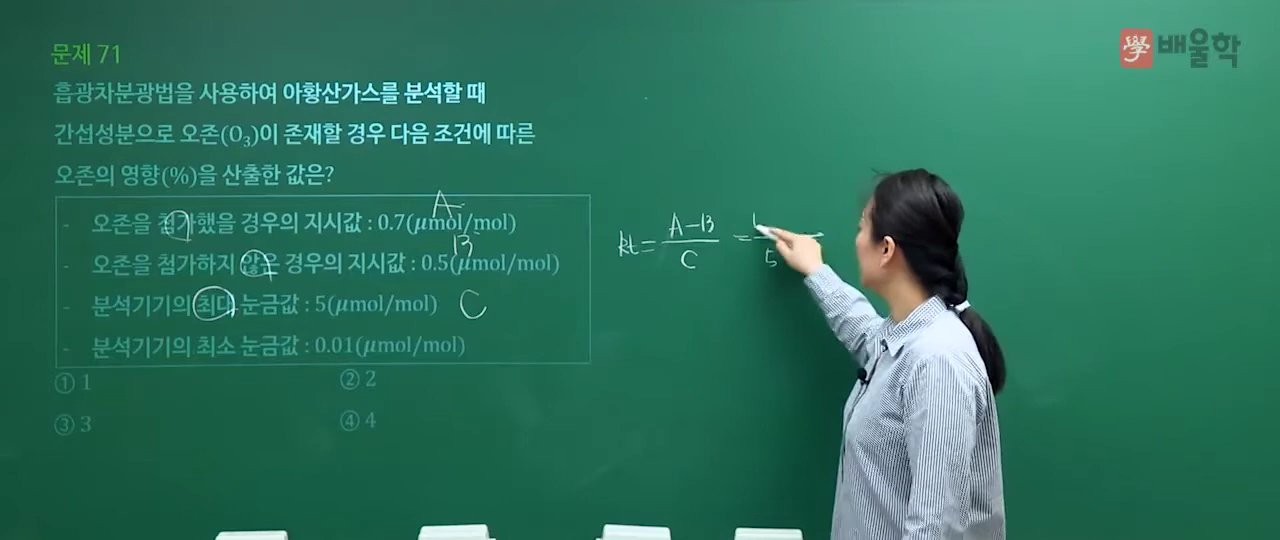 學 배울학
문제 71
흡광차분광법을 사용하여 아황산가스를 분석할 때
간섭성분으로 오존(O₃)이 존재할 경우 다음 조건에 따른
오존의 영향(%)을 산출한 값은?
A
- 오존을 첨가했을 경우의 지시값 : 0.7(μmol/mol)
B
- 오존을 첨가하지 않은 경우의 지시값 : 0.5(μmol/mol)
- 분석기기의 최대 눈금값 : 5(μmol/mol) C
- 분석기기의 최소 눈금값 : 0.01(μmol/mol)
① 1 ② 2
③ 3 ④ 4
Rt = A-B / C = 5